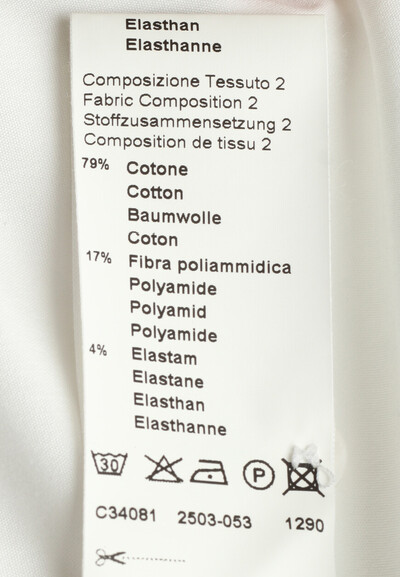 Elasthan
Elasthanne
Composizione Tessuto 2
Fabric Composition 2
Stoffzusammensetzung 2
Composition de tissu 2
79% Cotone
Cotton
Baumwolle
Coton
17% Fibra poliammidica
Polyamide
Polyamid
Polyamide
4% Elastam
Elastane
Elasthan
Elasthanne
30 P
C34081 2503-053 1290